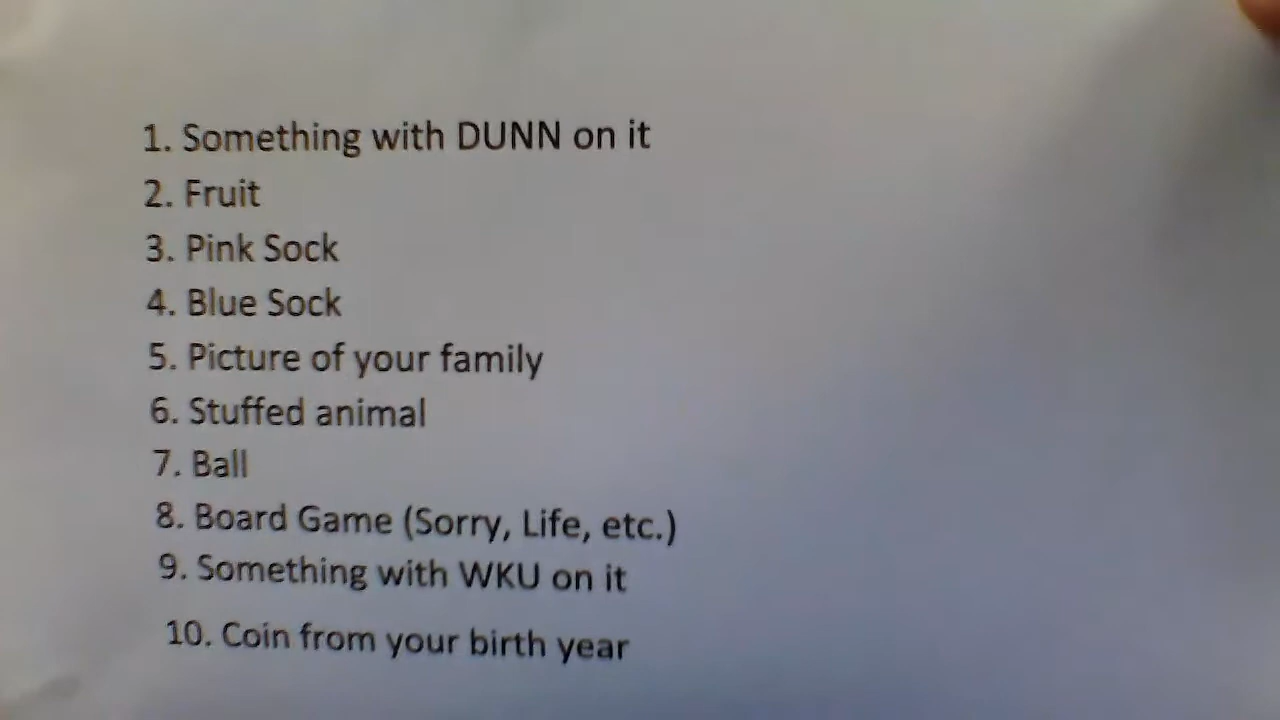 1. Something with DUNN on it
2. Fruit
3. Pink Sock
4. Blue Sock
5. Picture of your family
6. Stuffed animal
7. Ball
8. Board Game (Sorry, Life, etc.)
9. Something with WKU on it
10. Coin from your birth year